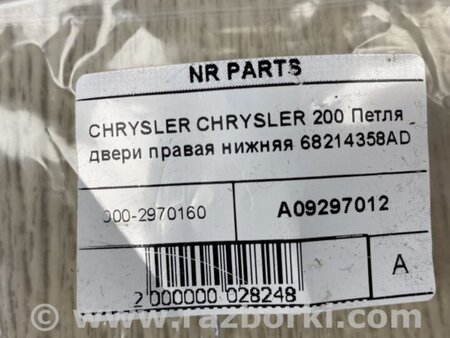 NR PARTS
CHRYSLER CHRYSLER 200 Петля
двери правая нижняя 68214358AD
000-2970160
A09297012
A
2 000000 028248
www.razborki.com